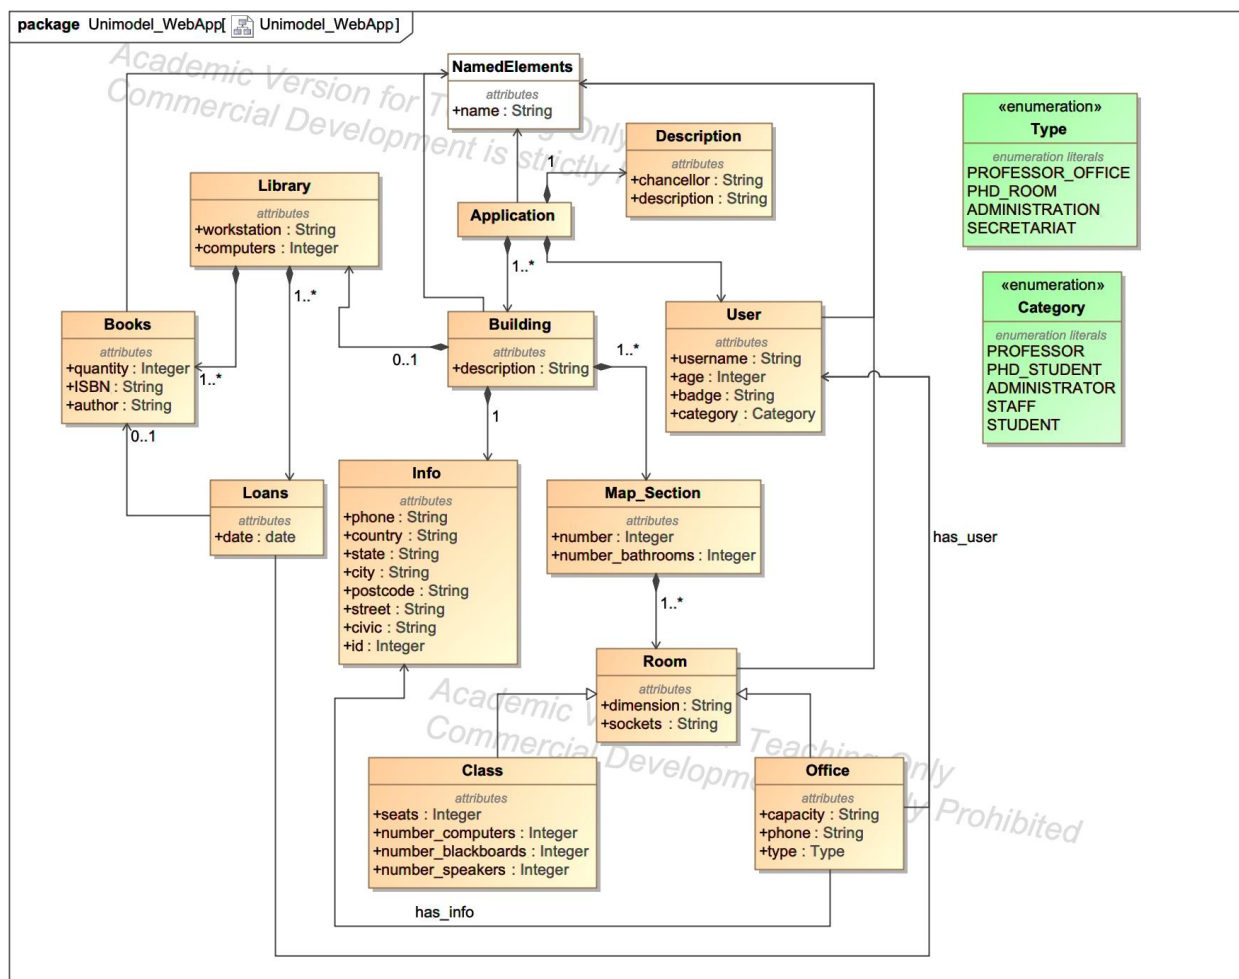 package Unimodel_WebApp[ Unimodel_WebApp]
Academic Version for Teaching Only
Commercial Development is strictly Prohibited
NamedElements
attributes
+name : String
Description
attributes
+chancellor : String
+description : String
1
Application
1..*
Library
attributes
+workstation : String
+computers : Integer
1..*
Books
attributes
+quantity : Integer
+ISBN : String
+author : String
1..*
0..1
Building
attributes
+description : String
0..1
1..*
1
User
attributes
+username : String
+age : Integer
+badge : String
+category : Category
«enumeration»
Type
enumeration literals
PROFESSOR_OFFICE
PHD_ROOM
ADMINISTRATION
SECRETARIAT
«enumeration»
Category
enumeration literals
PROFESSOR
PHD_STUDENT
ADMINISTRATOR
STAFF
STUDENT
Loans
attributes
+date : date
Info
attributes
+phone : String
+country : String
+state : String
+city : String
+postcode : String
+street : String
+civic : String
+id : Integer
Map_Section
attributes
+number : Integer
+number_bathrooms : Integer
1..*
has_user
Room
attributes
+dimension : String
+sockets : String
Academic Version for Teaching Only
Commercial Development is strictly Prohibited
Class
attributes
+seats : Integer
+number_computers : Integer
+number_blackboards : Integer
+number_speakers : Integer
Office
attributes
+capacity : String
+phone : String
+type : Type
has_info